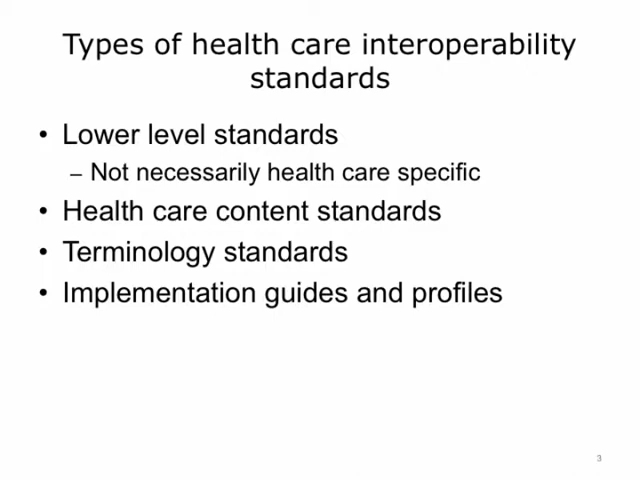 Types of health care interoperability
standards
• Lower level standards
– Not necessarily health care specific
• Health care content standards
• Terminology standards
• Implementation guides and profiles
3